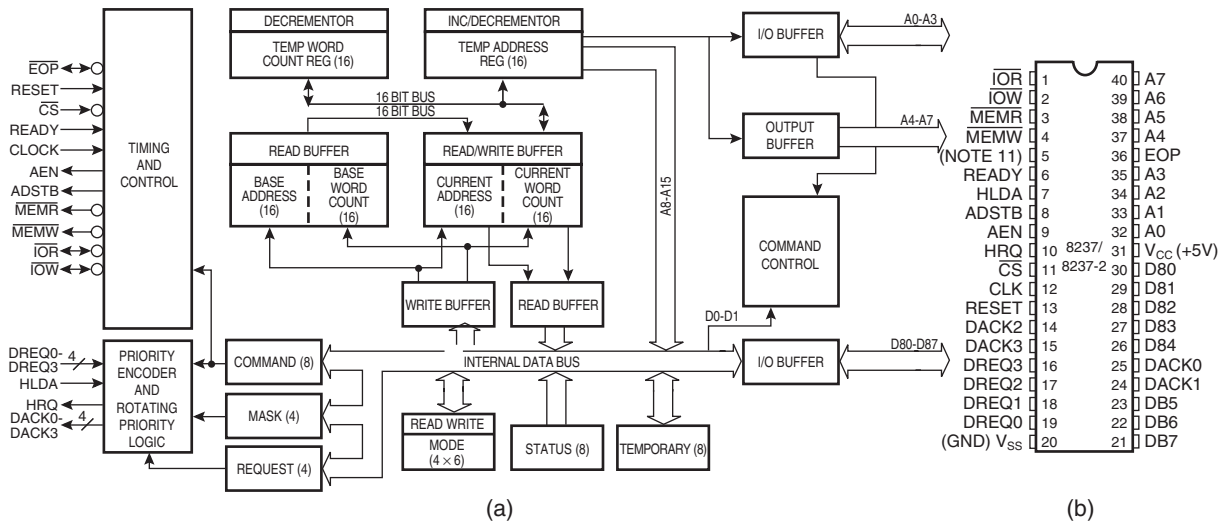 DECREMENTOR
TEMP WORD
COUNT REG (16)
INC/DECREMENTOR
TEMP ADDRESS
REG (16)
16 BIT BUS
16 BIT BUS
I/O BUFFER
A0-A3
OUTPUT
BUFFER
A4-A7
A8-A15
EOP
RESET
CS
READY
CLOCK
AEN
ADSTB
MEMR
MEMW
IOR
IOW
TIMING
AND
CONTROL
READ BUFFER
BASE
ADDRESS
(16)
BASE
WORD
COUNT
(16)
READ/WRITE BUFFER
CURRENT
ADDRESS
(16)
CURRENT
WORD
COUNT
(16)
COMMAND
CONTROL
WRITE BUFFER
READ BUFFER
D0-D1
DREQ0-
DREQ3
4
HLDA
HRQ
DACK0-
DACK3
4
PRIORITY
ENCODER
AND
ROTATING
PRIORITY
LOGIC
COMMAND (8)
MASK (4)
REQUEST (4)
INTERNAL DATA BUS
I/O BUFFER
D80-D87
READ WRITE
MODE
(4 × 6)
STATUS (8)
TEMPORARY (8)
(a)
IOR 1 40 A7
IOW 2 39 A6
MEMR 3 38 A5
MEMW 4 37 A4
(NOTE 11) 5 36 EOP
READY 6 35 A3
HLDA 7 34 A2
ADSTB 8 33 A1
AEN 9 32 A0
HRQ 10 8237/ 31 VCC (+5V)
CS 11 8237-2 30 D80
CLK 12 29 D81
RESET 13 28 D82
DACK2 14 27 D83
DACK3 15 26 D84
DREQ3 16 25 DACK0
DREQ2 17 24 DACK1
DREQ1 18 23 DB5
DREQ0 19 22 DB6
(GND) VSS 20 21 DB7
(b)